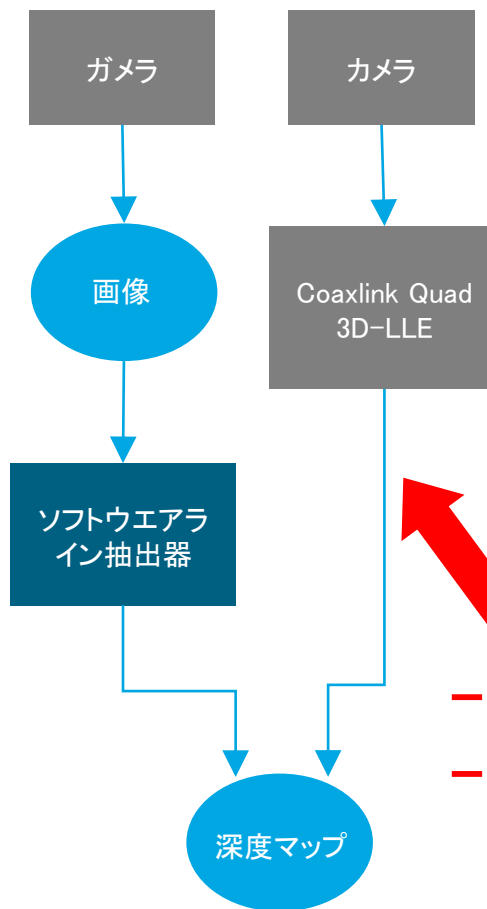 ガメラ
カメラ
画像
Coaxlink Quad
3D-LLE
ソフトウエアラ
イン抽出器
深度マップ